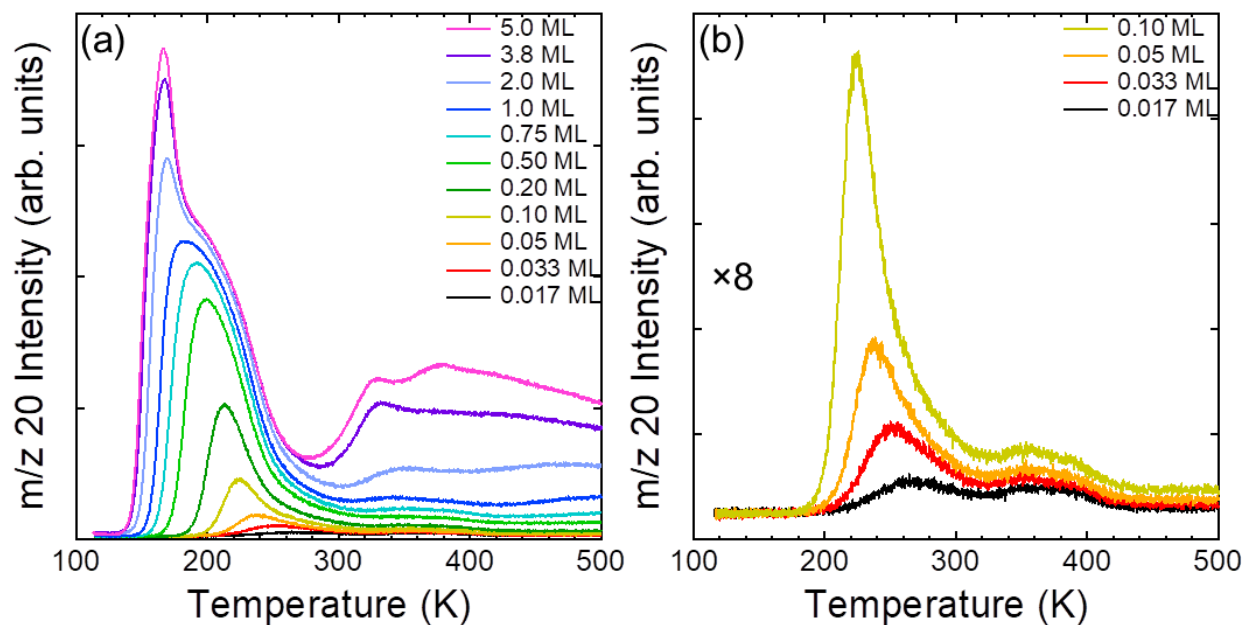 (a)
5.0 ML
3.8 ML
2.0 ML
1.0 ML
0.75 ML
0.50 ML
0.20 ML
0.10 ML
0.05 ML
0.033 ML
0.017 ML
m/z 20 Intensity (arb. units)
100 200 300 400 500
Temperature (K)
(b)
0.10 ML
0.05 ML
0.033 ML
0.017 ML
×8
m/z 20 Intensity (arb. units)
100 200 300 400 500
Temperature (K)